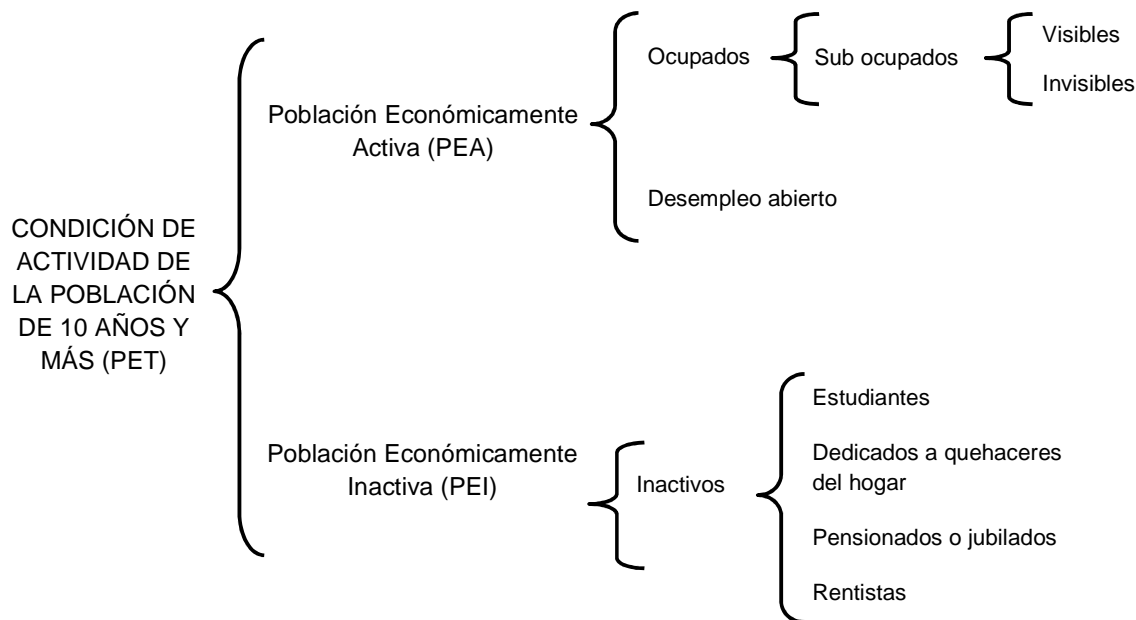 CONDICIÓN DE
ACTIVIDAD DE
LA POBLACIÓN
DE 10 AÑOS Y
MÁS (PET)
Población Económicamente
Activa (PEA)
Ocupados
Sub ocupados
Visibles
Invisibles
Desempleo abierto
Población Económicamente
Inactiva (PEI)
Inactivos
Estudiantes
Dedicados a quehaceres
del hogar
Pensionados o jubilados
Rentistas